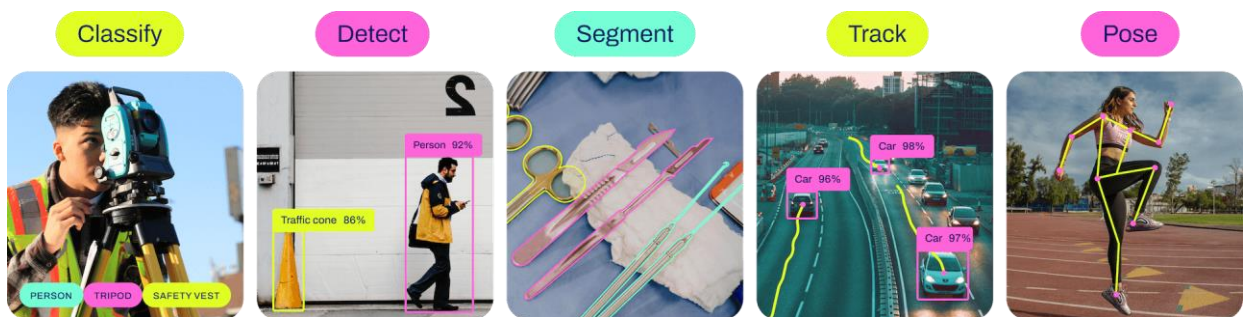 Classify
Detect
Segment
Track
Pose
PERSON
TRIPOD
SAFETY VEST
2
Person 92%
Traffic cone 86%
Car 98%
Car 96%
Car 97%